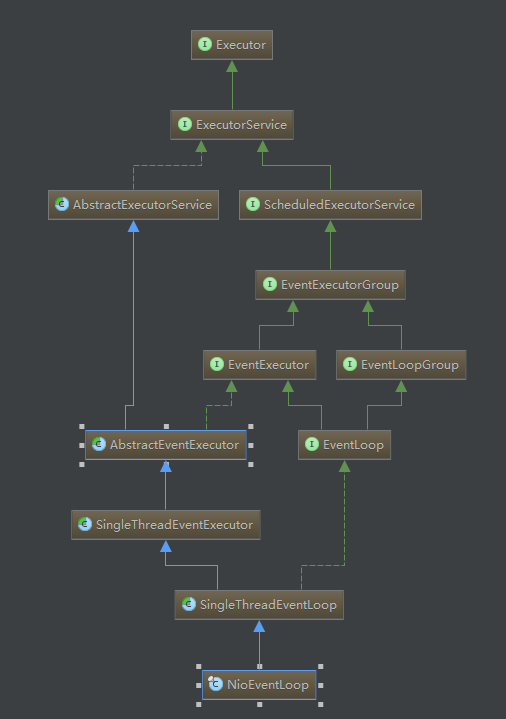 Executor
ExecutorService
AbstractExecutorService
ScheduledExecutorService
EventExecutorGroup
EventExecutor
EventLoopGroup
AbstractEventExecutor
EventLoop
SingleThreadEventExecutor
SingleThreadEventLoop
NioEventLoop